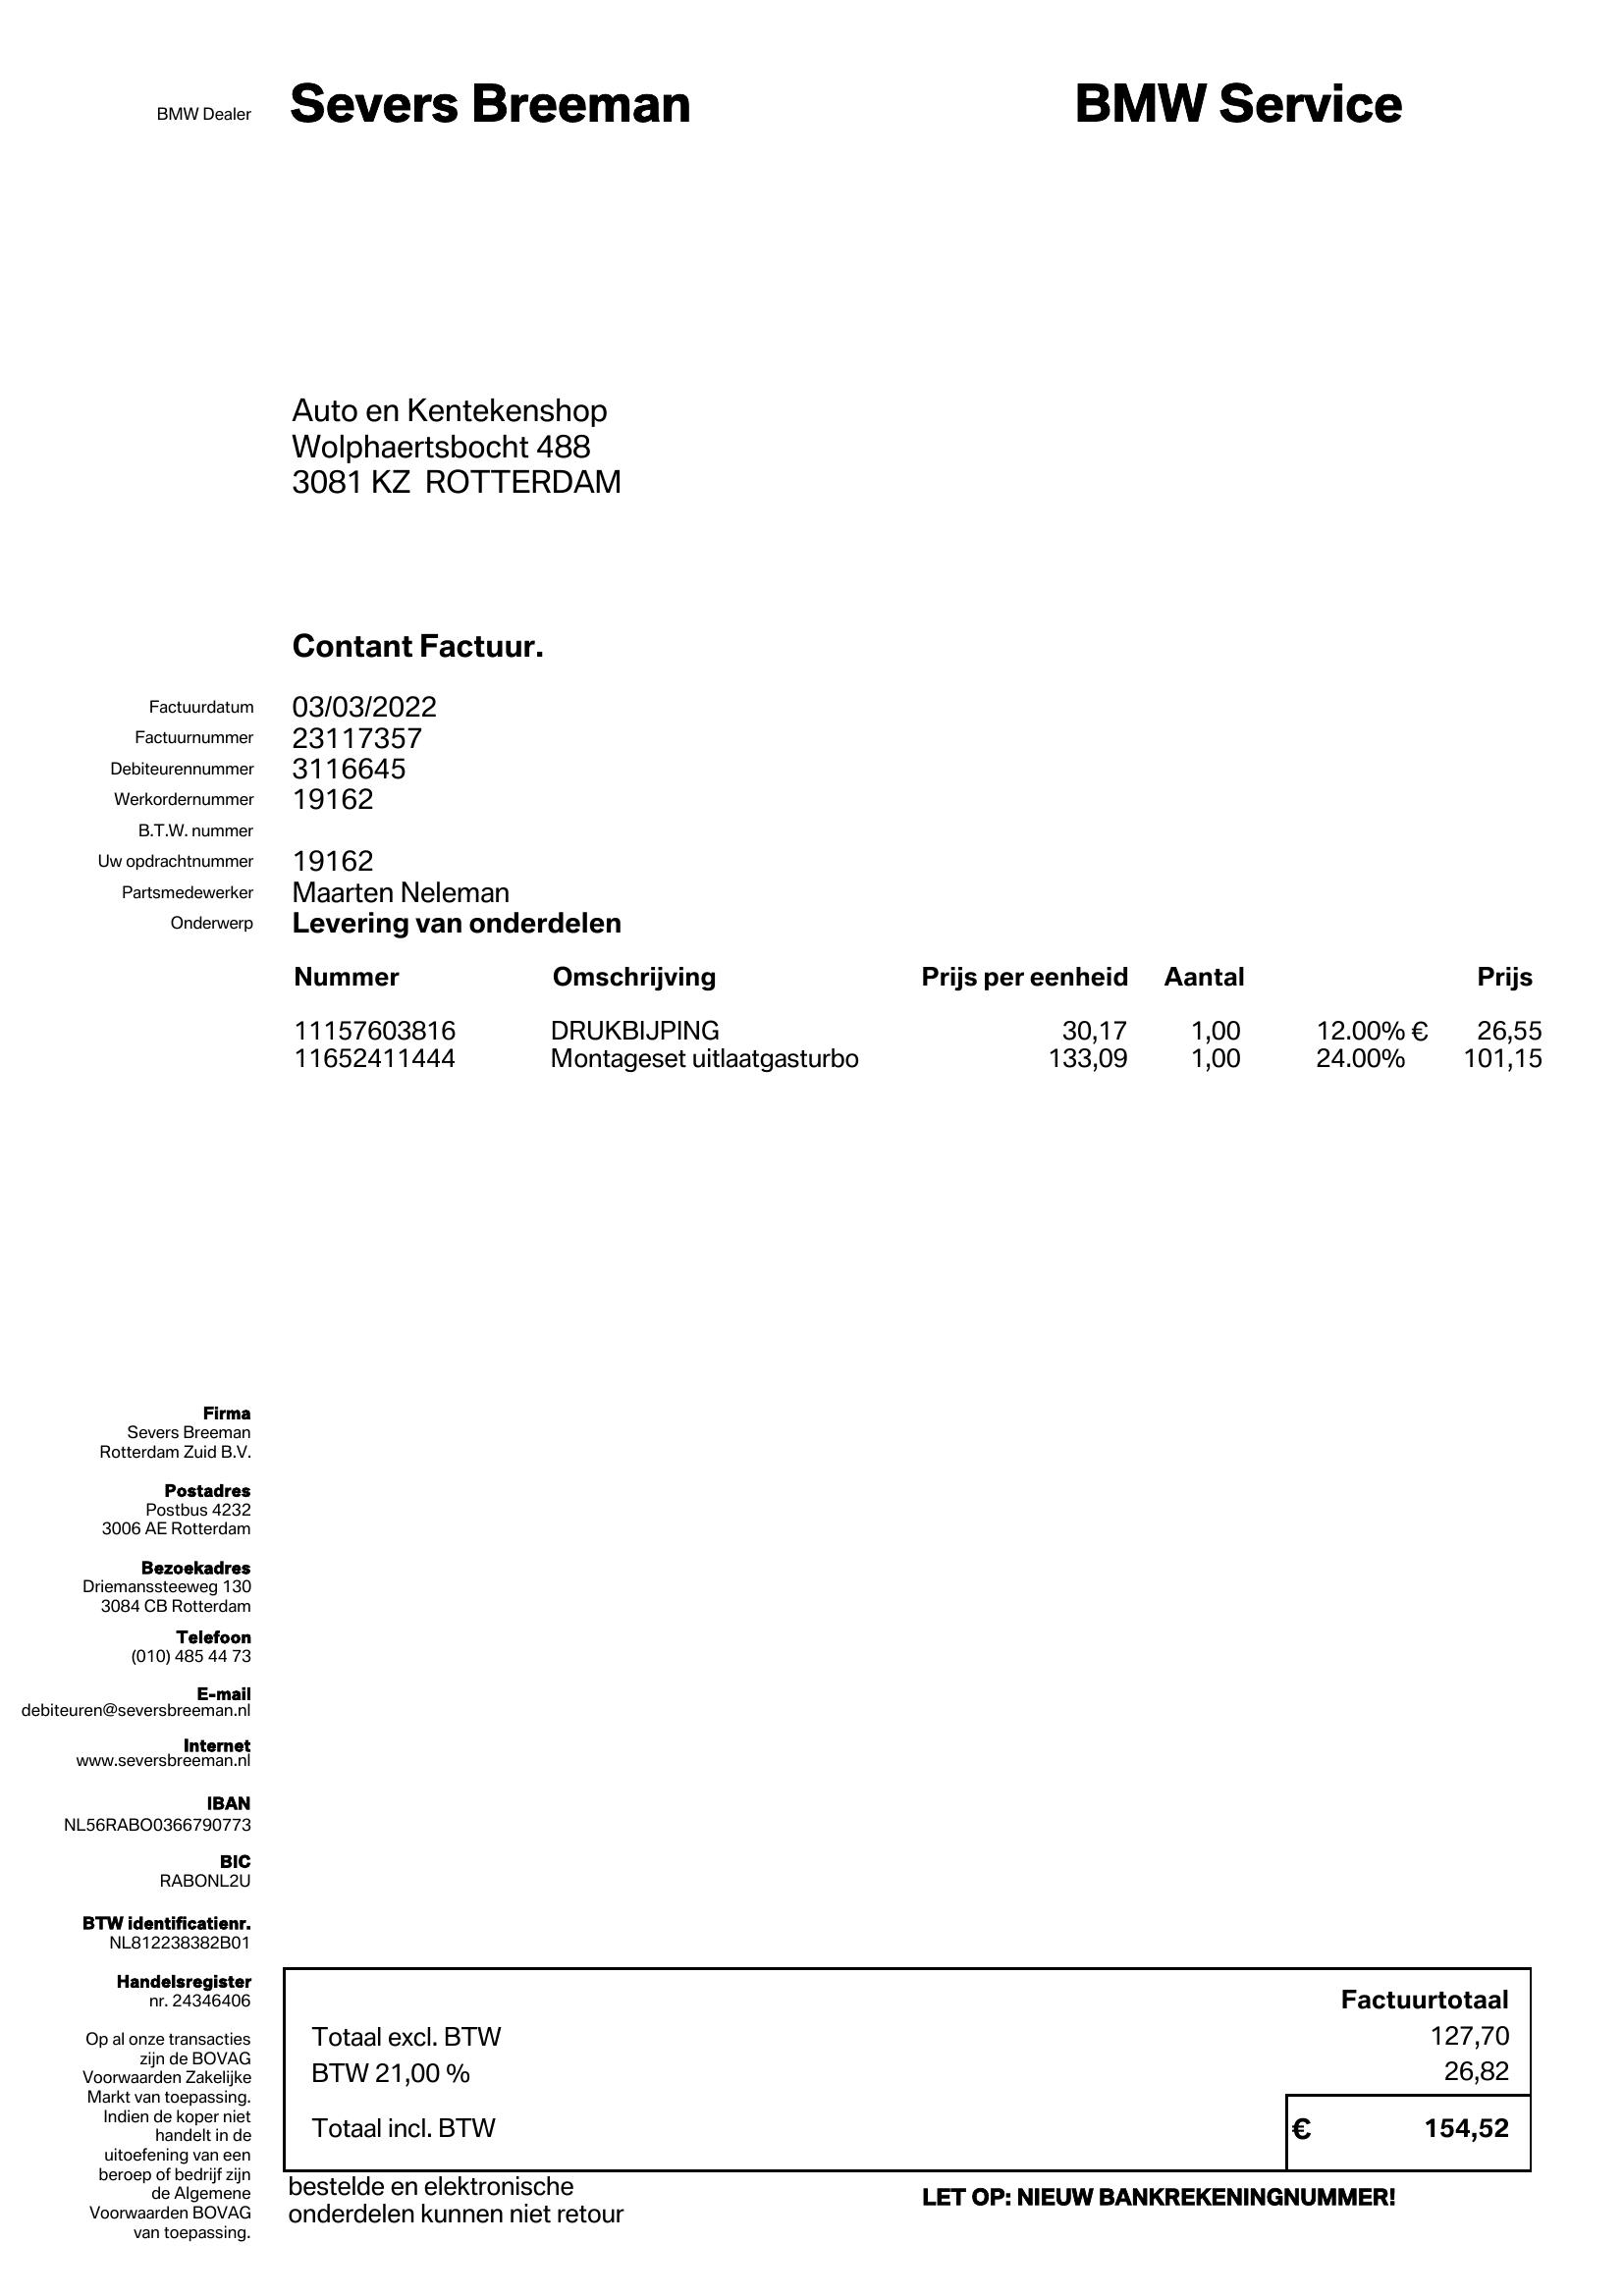 BMW Dealer Severs Breeman BMW Service
Auto en Kentekenshop
Wolphaertsbocht 488
3081 KZ ROTTERDAM
Contant Factuur.
Factuurdatum 03/03/2022
Factuurnummer 23117357
Debiteurennummer 3116645
Werkordernummer 19162
B.T.W. nummer
Uw opdrachtnummer 19162
Partsmedewerker Maarten Neleman
Onderwerp Levering van onderdelen
Nummer Omschrijving Prijs per eenheid Aantal Prijs
11157603816 DRUKBIJPING 30,17 1,00 12.00% € 26,55
11652411444 Montageset uitlaatgasturbo 133,09 1,00 24.00% 101,15
Firma
Severs Breeman
Rotterdam Zuid B.V.
Postadres
Postbus 4232
3006 AE Rotterdam
Bezoekadres
Driemanssteeweg 130
3084 CB Rotterdam
Telefoon
(010) 485 44 73
E-mail
debiteuren@seversbreeman.nl
Internet
www.seversbreeman.nl
IBAN
NL56RABO0366790773
BIC
RABONL2U
BTW identificatienr.
NL812238382B01
Handelsregister
nr. 24346406
Op al onze transacties
zijn de BOVAG
Voorwaarden Zakelijke
Markt van toepassing.
Indien de koper niet
handelt in de
uitoefening van een
beroep of bedrijf zijn
de Algemene
Voorwaarden BOVAG
van toepassing.
Factuurtotaal
Totaal excl. BTW 127,70
BTW 21,00 % 26,82
Totaal incl. BTW € 154,52
bestelde en elektronische
onderdelen kunnen niet retour
LET OP: NIEUW BANKREKENINGNUMMER!